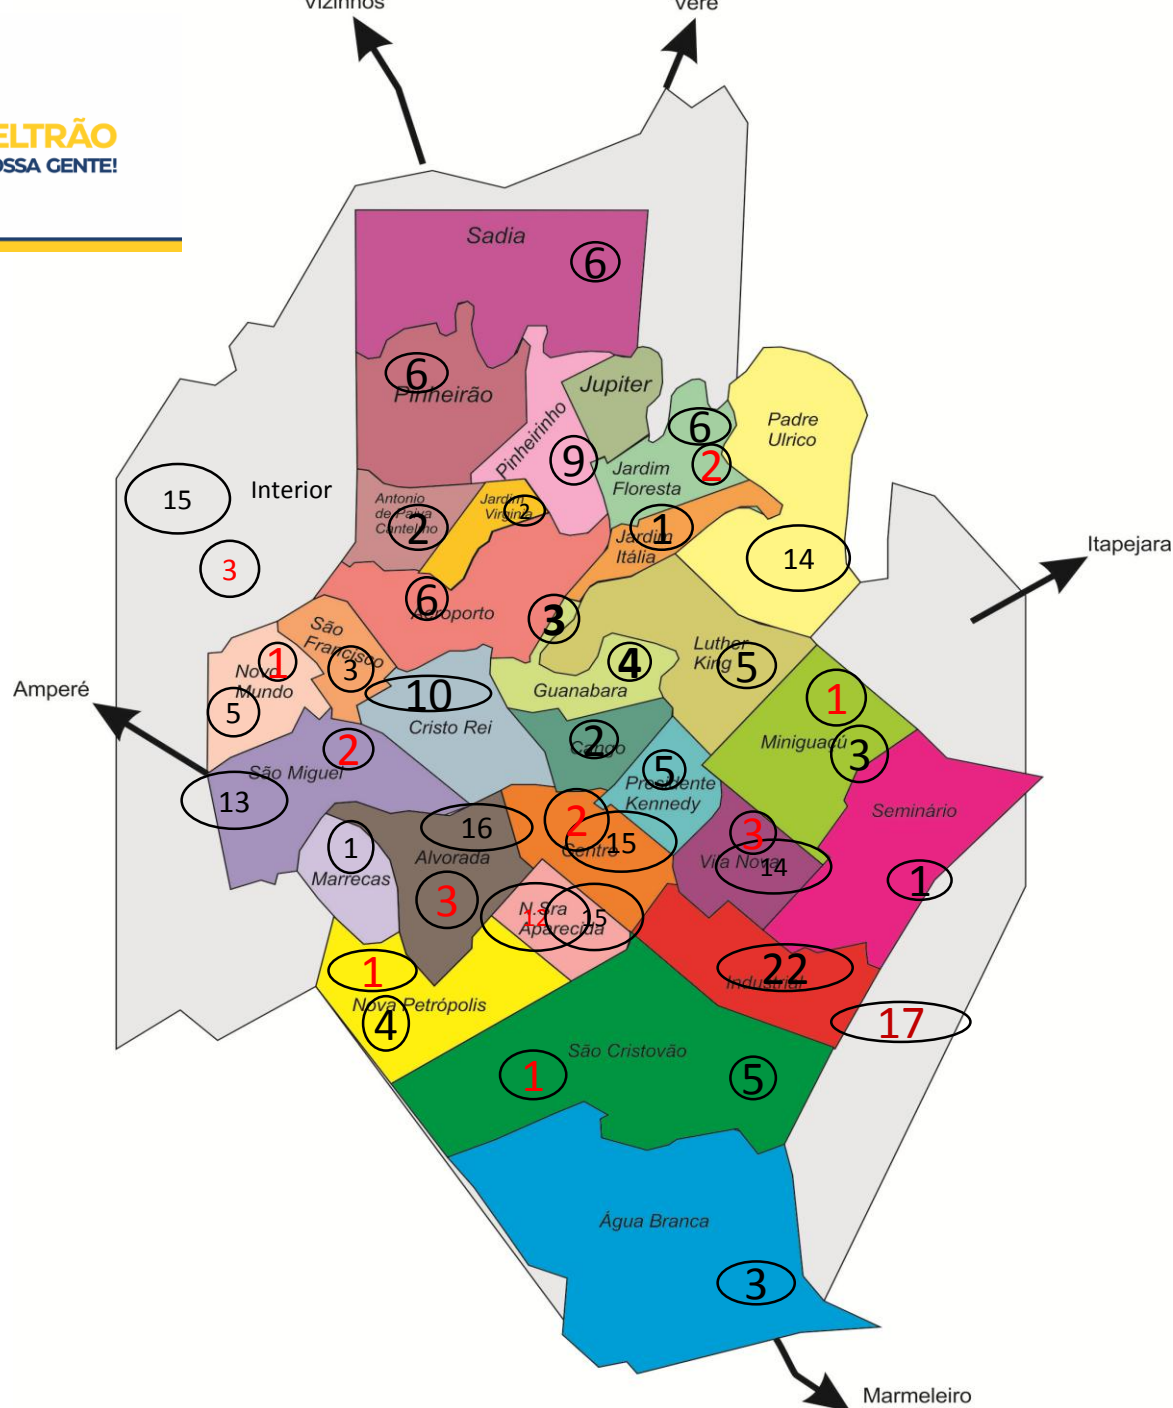 Vizinhos
Verê
ELTRÃO
OSSA GENTE!
Sadia
6
6
Pinheirão
Jupiter
Pinheirinho
9
6
2
Padre
Ulrico
Jardim
Floresta
15
Interior
3
Antonio
de Paiva
Cantelmo
2
Jardim
Virginia
2
1
Jardim
Itália
14
Itapejara
6
Aeroporto
3
São
Francisco
3
Novo
Mundo
1
5
4
Guanabara
Luther
King
5
Amperé
10
Cristo Rei
1
Miniguaçú
3
2
São Miguel
13
2
Cango
5
Presidente
Kennedy
Seminário
1
16
Alvorada
3
2
15
Centro
3
Vila Nova
14
1
Marrecas
N.Sra
Aparecida
12
15
22
Industrial
17
1
Nova Petrópolis
4
São Cristovão
1
5
Água Branca
3
Marmeleiro